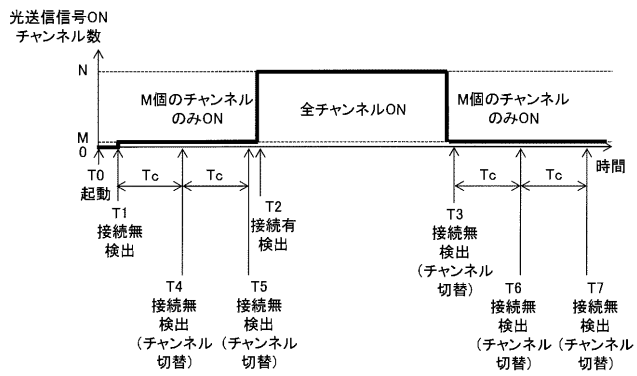 光送信信号ON
チャンネル数
N
M
0
M個のチャンネル
のみON
全チャンネルON
M個のチャンネル
のみON
時間
Tc
Tc
Tc
Tc
T0
起動
T1
接続無
検出
T2
接続有
検出
T3
接続無
検出
(チャンネル
切替)
T4
接続無
検出
(チャンネル
切替)
T5
接続無
検出
(チャンネル
切替)
T6
接続無
検出
(チャンネル
切替)
T7
接続無
検出
(チャンネル
切替)